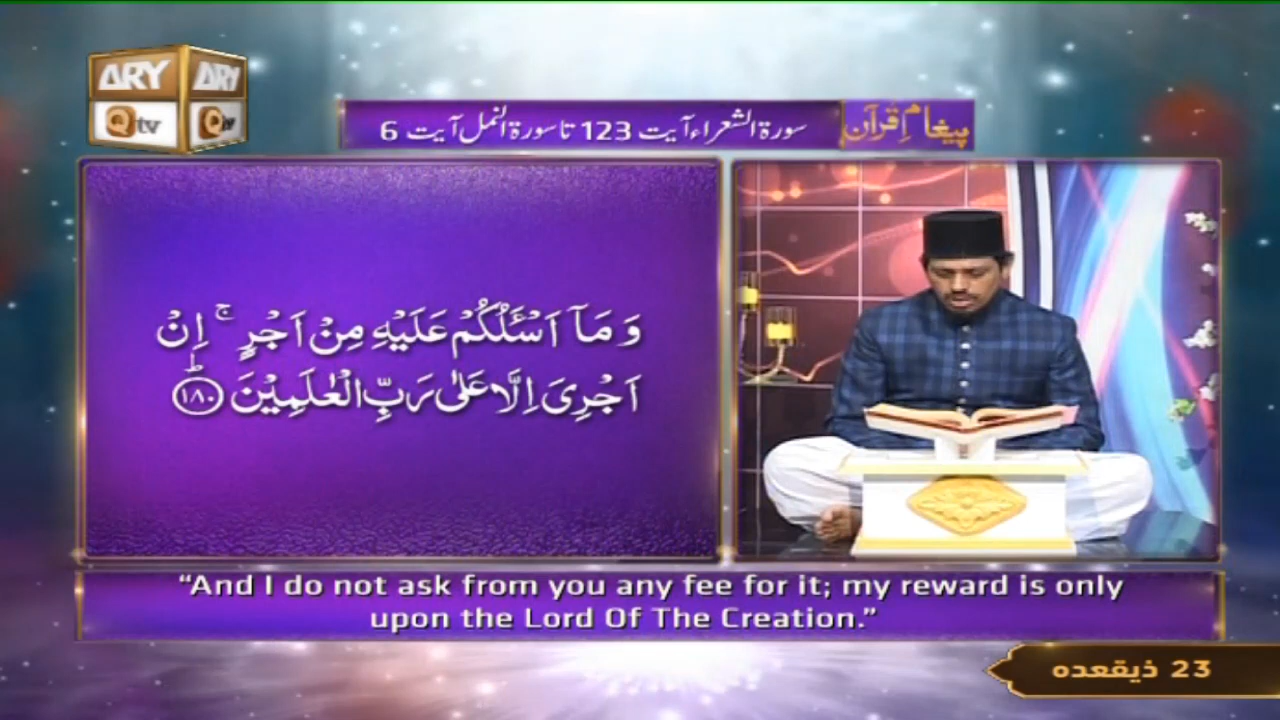 ARY
ARY
Qtv
Qtv
پیغامِ قرآن
سورۃ الشعراء آیت 123 تا سورۃ النمل آیت 6
وَ مَاۤ اَسْـَٔلُكُمْ عَلَیْهِ مِنْ اَجْرٍ ۚ اِنْ
اَجْرِیَ اِلَّا عَلٰى رَبِّ الْعٰلَمِیْنَ ؕ ۱۸۰
“And I do not ask from you any fee for it; my reward is only
upon the Lord Of The Creation.”
23 ذیقعدہ